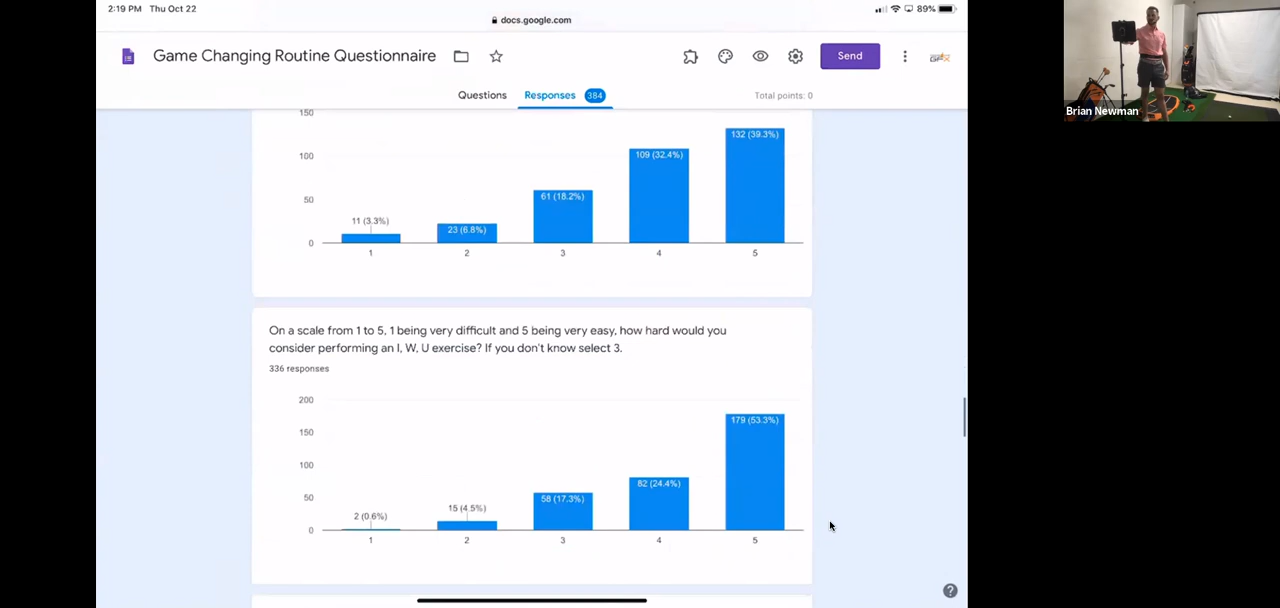 2:19 PM Thu Oct 22
docs.google.com
89%
Game Changing Routine Questionnaire
Send
Questions
Responses 384
Total points: 0
150
100
50
0
11 (3.3%)
23 (6.8%)
61 (18.2%)
109 (32.4%)
132 (39.3%)
1 2 3 4 5
On a scale from 1 to 5, 1 being very difficult and 5 being very easy, how hard would you
consider performing an I, W, U exercise? If you don't know select 3.
336 responses
200
150
100
50
0
2 (0.6%)
15 (4.5%)
58 (17.3%)
82 (24.4%)
179 (53.3%)
1 2 3 4 5
?
Brian Newman